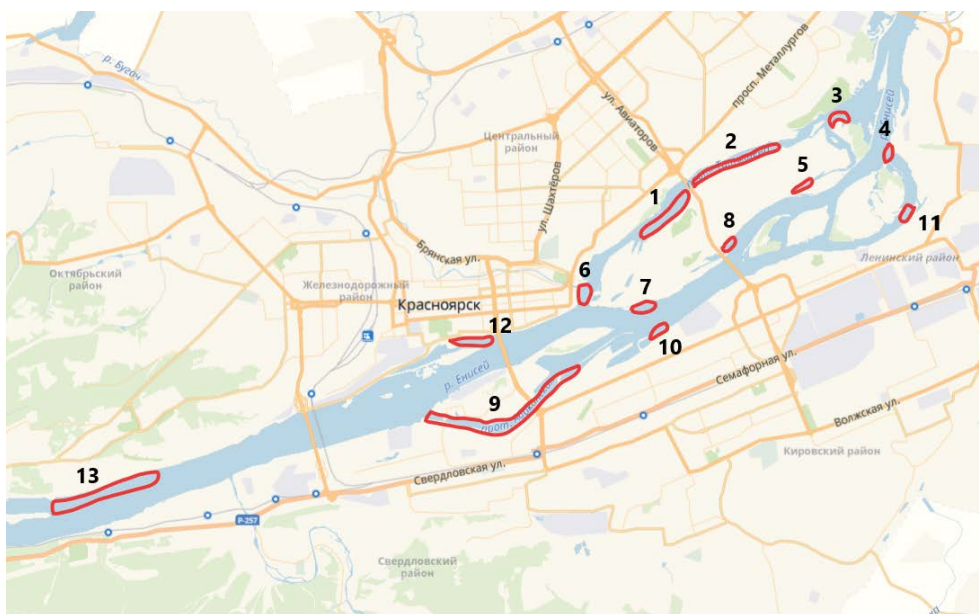 р. Бугач
просп. Металлургов
3
ул. Авиаторов
р. Енисей
Центральный
район
2
4
ул. Шахтёров
5
1
11
8
Брянская ул.
Ленинский район
Октябрьский
район
Железнодорожный
район
6
7
Красноярск
12
10
р. Енисей
Семафорная ул.
9
Волжская ул.
Кировский район
13
Свердловская ул.
Р-257
Свердловский
район